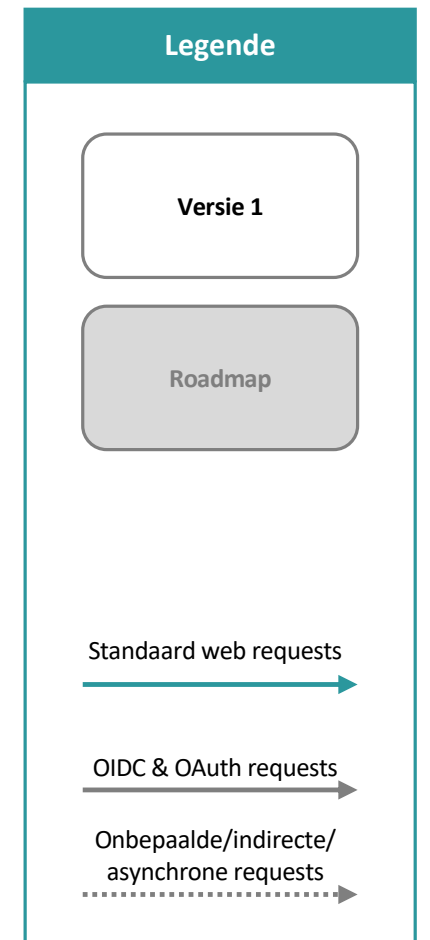 Legende
Versie 1
Roadmap
Standaard web requests
OIDC & OAuth requests
Onbepaalde/indirecte/
asynchrone requests